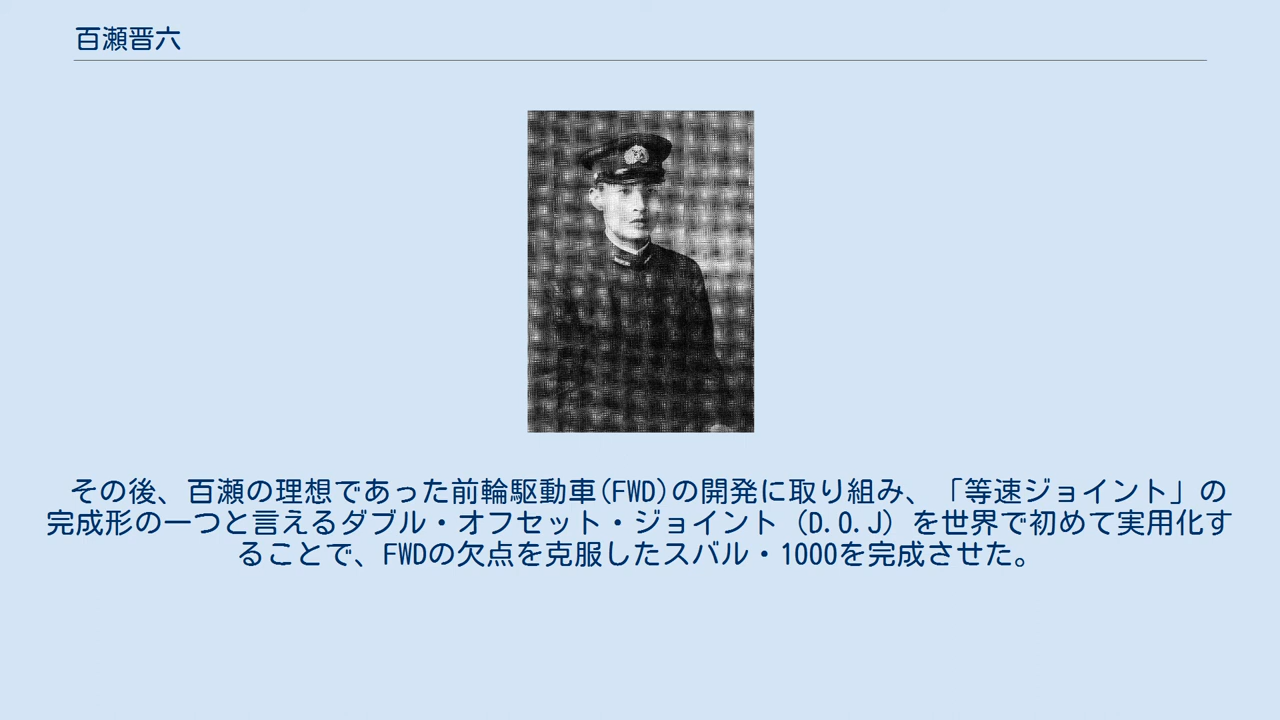 百瀬晋六
その後、百瀬の理想であった前輪駆動車(FWD)の開発に取り組み、「等速ジョイント」の
完成形の一つと言えるダブル・オフセット・ジョイント（D.O.J）を世界で初めて実用化す
ることで、FWDの欠点を克服したスバル・1000を完成させた。